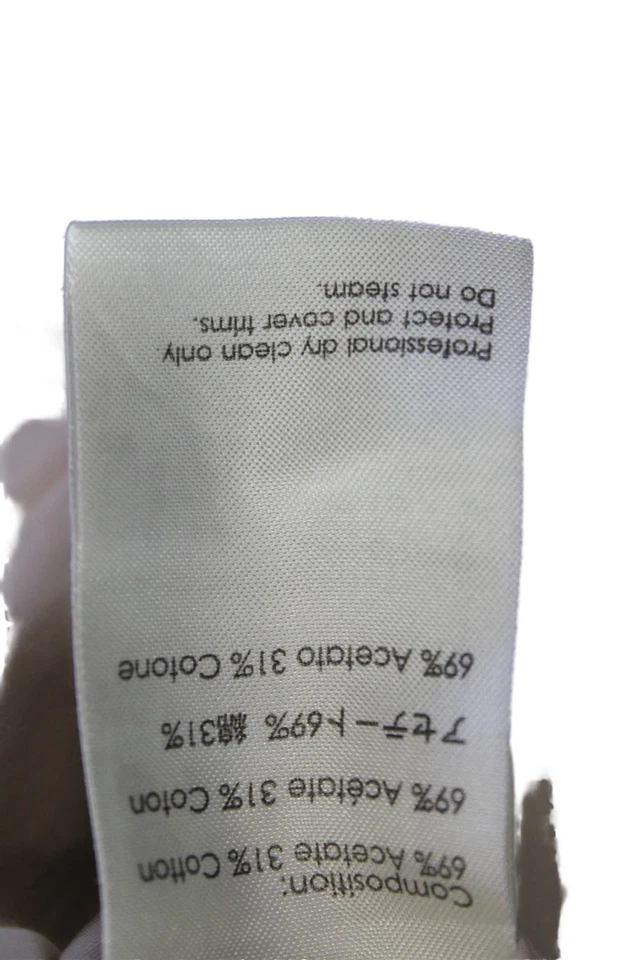 Composition:
69% Acetate 31% Cotton
69% Acétate 31% Coton
アセテート69% 綿31%
69% Acetato 31% Cotone
Professional dry clean only
Protect and cover trims.
Do not steam.